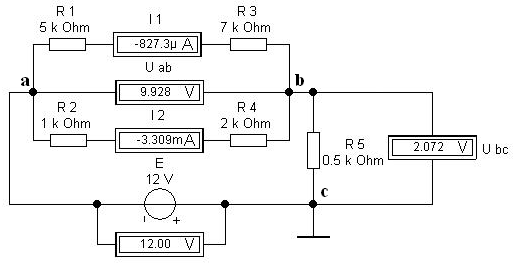 R 1
5 k Ohm
I 1
-827.3µ A
R 3
7 k Ohm
a
U ab
9.928 V
b
R 2
1 k Ohm
I 2
-3.309mA
R 4
2 k Ohm
R 5
0.5 k Ohm
2.072 V
U bc
E
12 V
- +
c
12.00 V